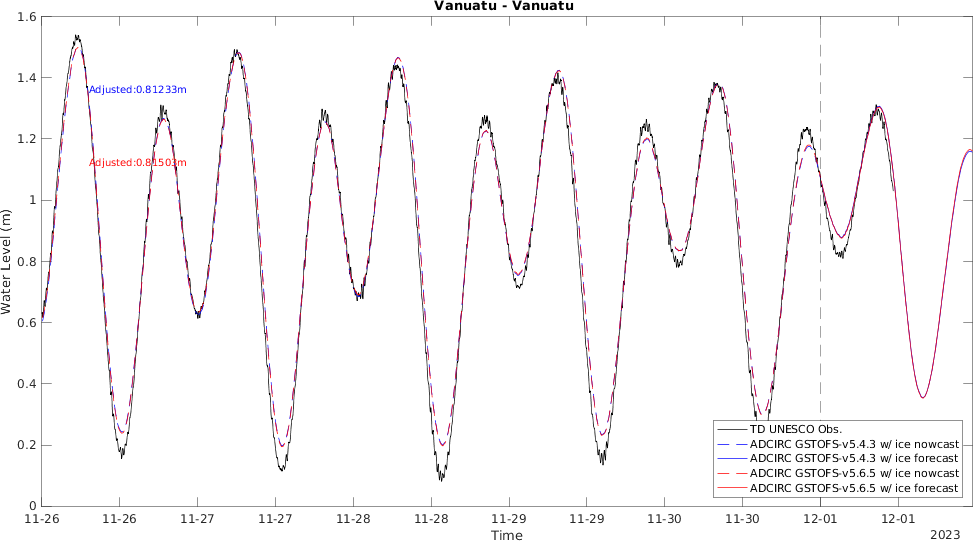 Vanuatu - Vanuatu
1.6
1.4
1.2
1
0.8
0.6
0.4
0.2
0
Water Level (m)
Adjusted:0.81233m
Adjusted:0.81503m
TD UNESCO Obs.
ADCIRC GSTOFS-v5.4.3 w/ ice nowcast
ADCIRC GSTOFS-v5.4.3 w/ ice forecast
ADCIRC GSTOFS-v5.6.5 w/ ice nowcast
ADCIRC GSTOFS-v5.6.5 w/ ice forecast
11-26 11-26 11-27 11-27 11-28 11-28 11-29 11-29 11-30 11-30 12-01 12-01
Time
2023